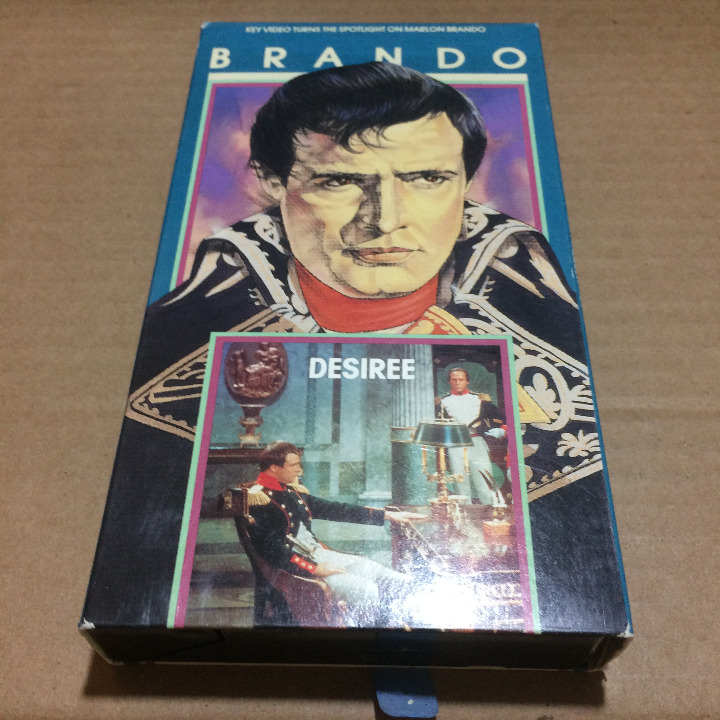 KEY VIDEO TURNS THE SPOTLIGHT ON MARLON BRANDO
BRANDO
DESIREE